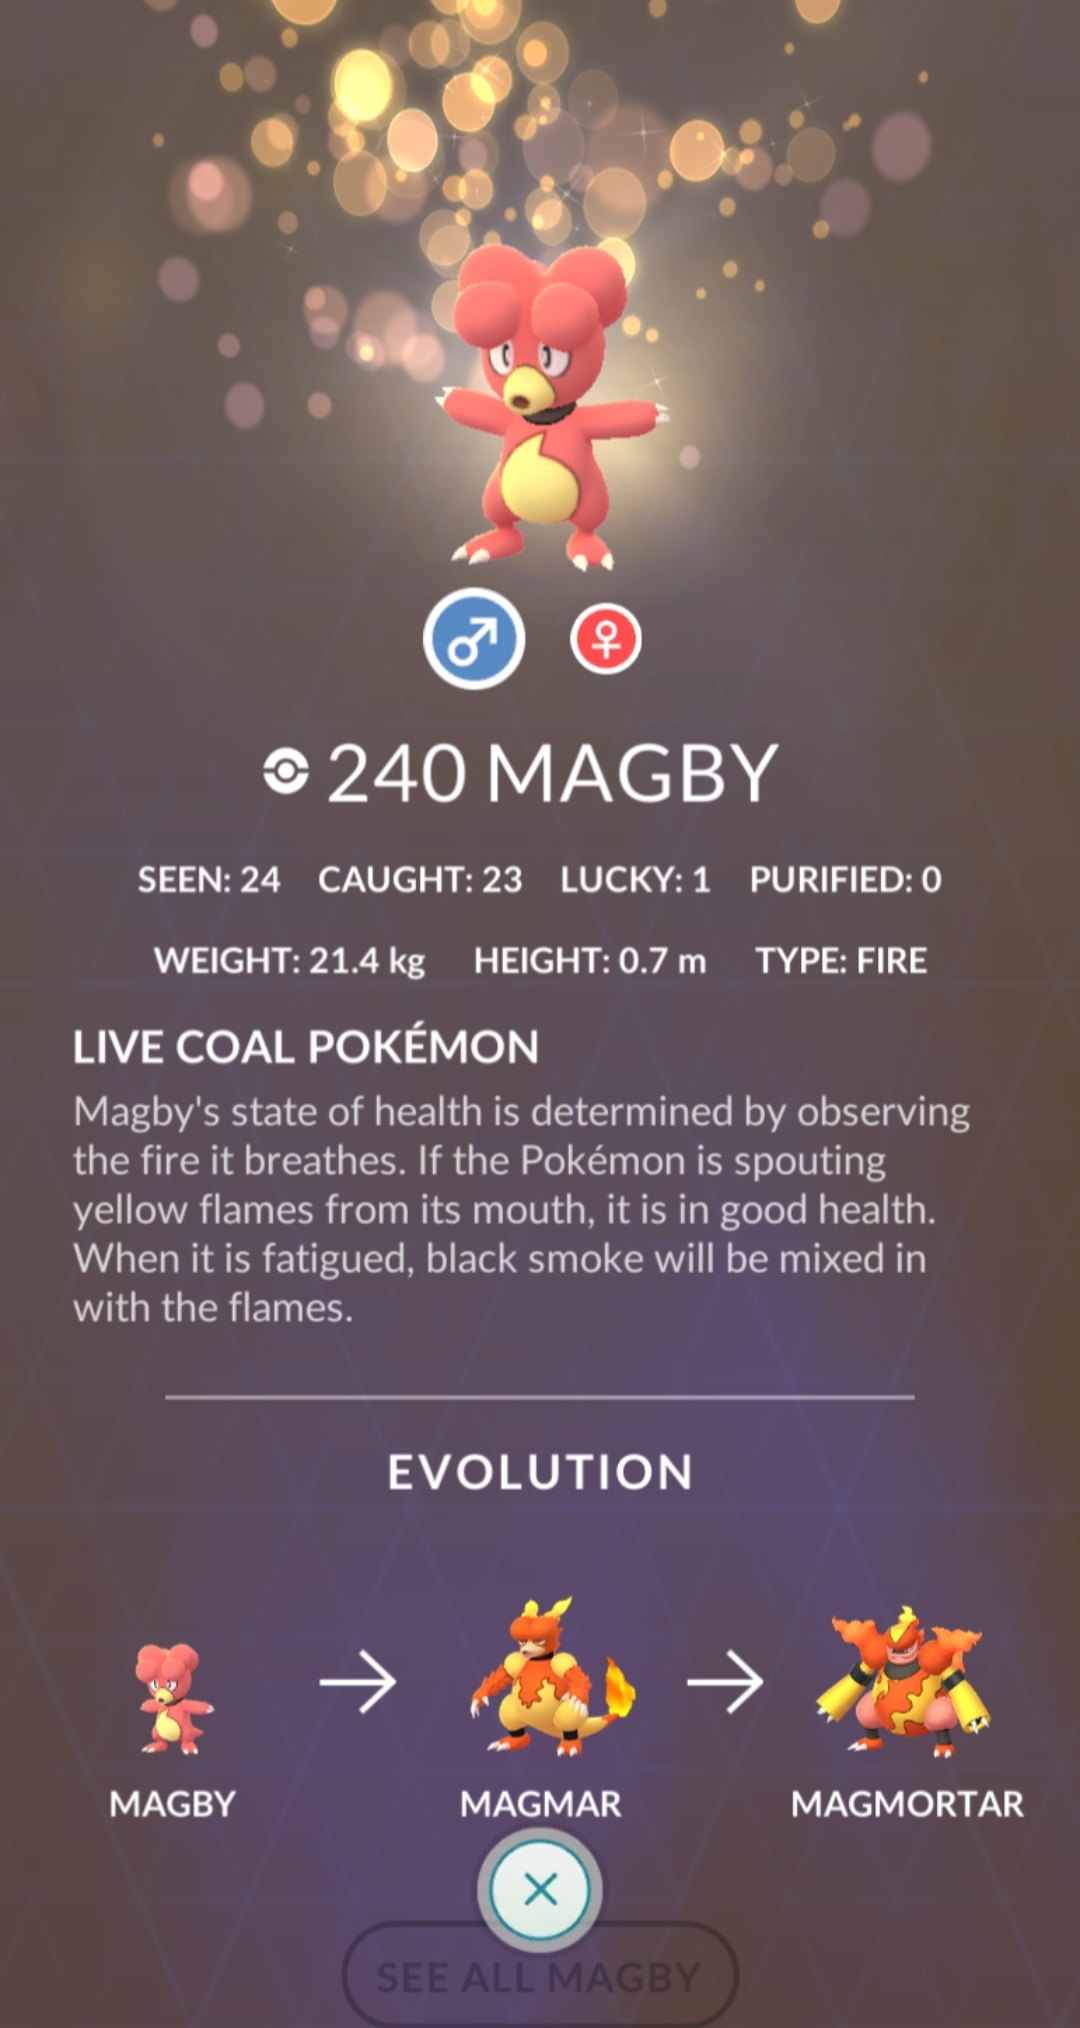 240 MAGBY
SEEN: 24 CAUGHT: 23 LUCKY: 1 PURIFIED: 0
WEIGHT: 21.4 kg HEIGHT: 0.7 m TYPE: FIRE
LIVE COAL POKÉMON
Magby's state of health is determined by observing
the fire it breathes. If the Pokémon is spouting
yellow flames from its mouth, it is in good health.
When it is fatigued, black smoke will be mixed in
with the flames.
EVOLUTION
MAGBY MAGMAR MAGMORTAR
SEE ALL MAGBY